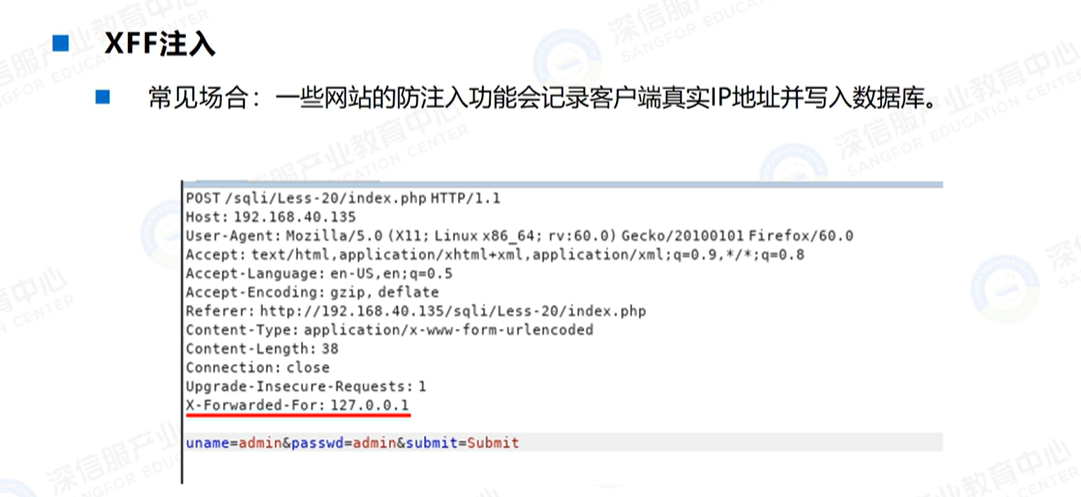 XFF注入
常见场合：一些网站的防注入功能会记录客户端真实IP地址并写入数据库。
POST /sqli/Less-20/index.php HTTP/1.1
Host: 192.168.40.135
User-Agent: Mozilla/5.0 (X11; Linux x86_64; rv:60.0) Gecko/20100101 Firefox/60.0
Accept: text/html,application/xhtml+xml,application/xml;q=0.9,*/*;q=0.8
Accept-Language: en-US,en;q=0.5
Accept-Encoding: gzip, deflate
Referer: http://192.168.40.135/sqli/Less-20/index.php
Content-Type: application/x-www-form-urlencoded
Content-Length: 38
Connection: close
Upgrade-Insecure-Requests: 1
X-Forwarded-For: 127.0.0.1
uname=admin&passwd=admin&submit=Submit